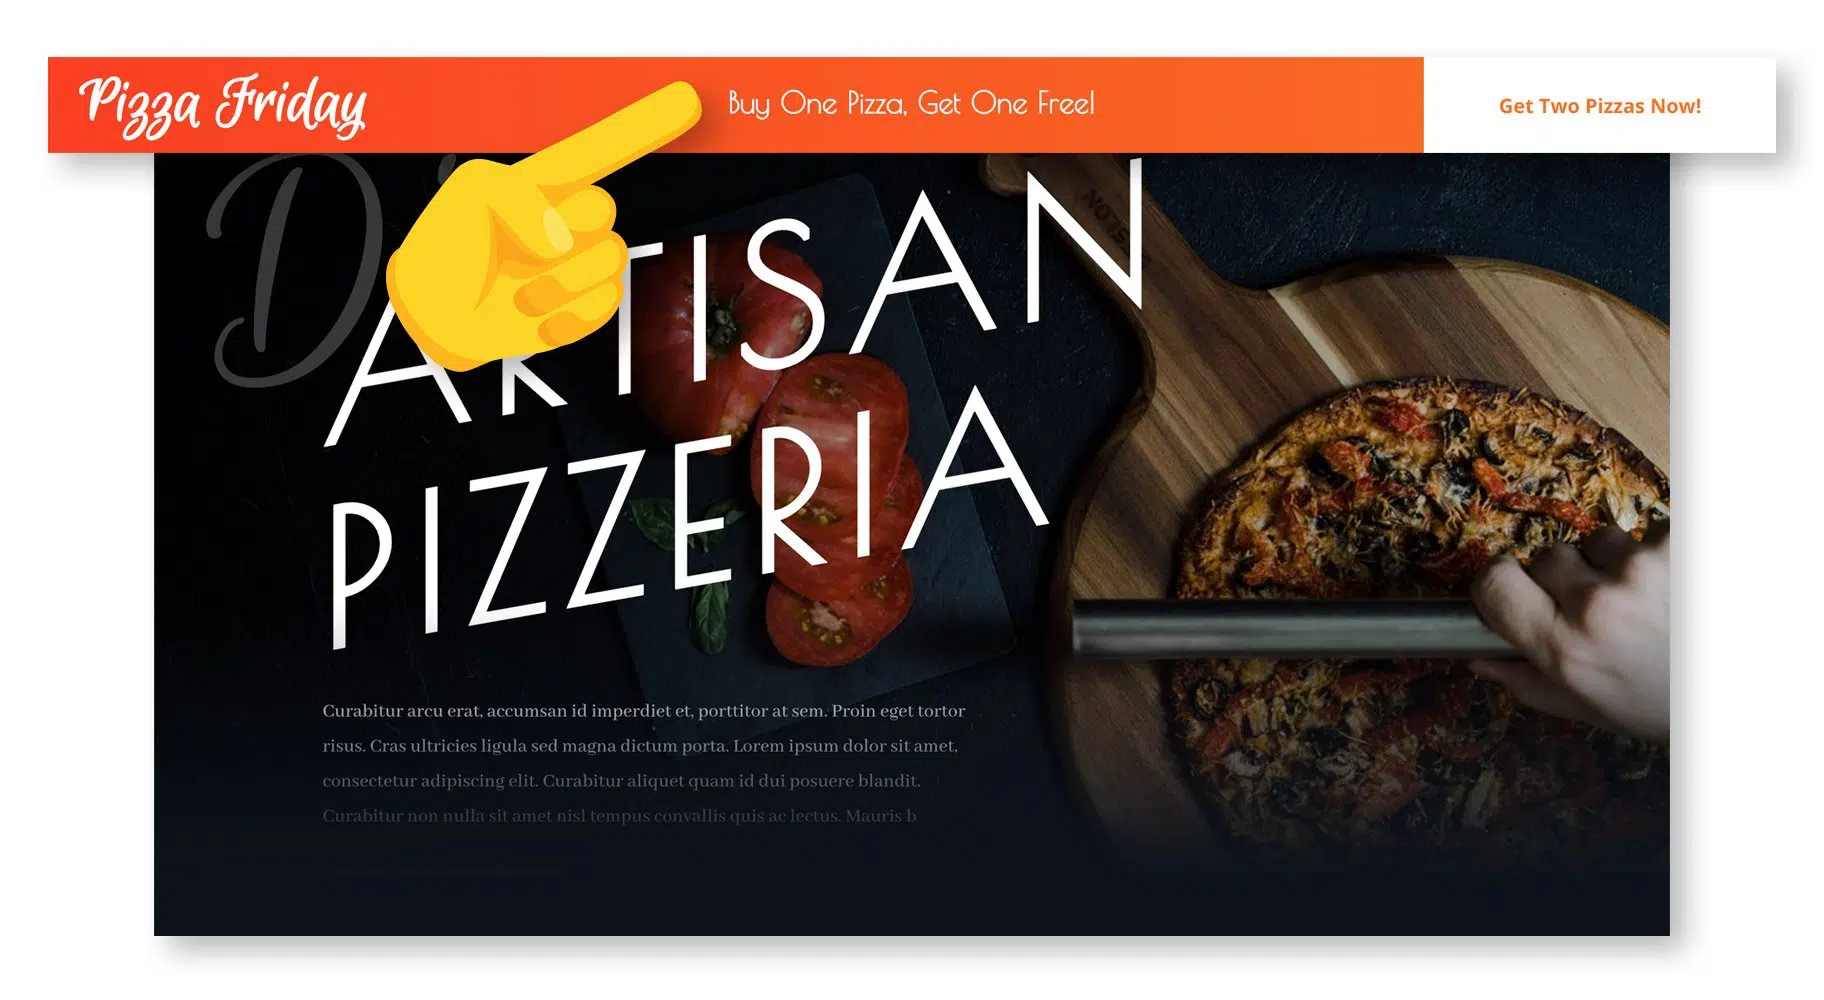 Pizza Friday
Buy One Pizza, Get One Free!
Get Two Pizzas Now!
ARTISAN
PIZZERIA
Curabitur arcu erat, accumsan id imperdiet et, porttitor at sem. Proin eget tortor
risus. Cras ultricies ligula sed magna dictum porta. Lorem ipsum dolor sit amet,
consectetur adipiscing elit. Curabitur aliquet quam id dui posuere blandit.
Curabitur non nulla sit amet nisl tempus convallis quis ac lectus. Mauris b